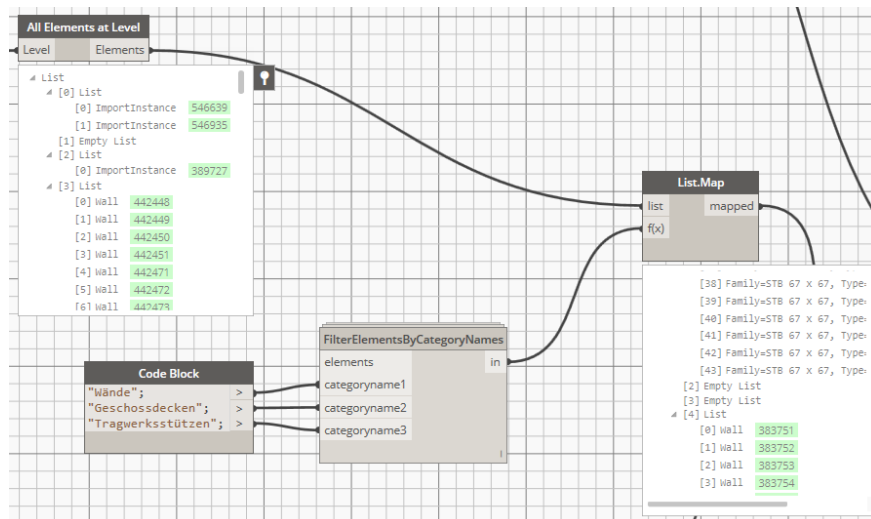 All Elements at Level
Level Elements
List
[0] List
[0] ImportInstance 546639
[1] ImportInstance 546935
[1] Empty List
[2] List
[0] ImportInstance 389727
[3] List
[0] Wall 442448
[1] Wall 442449
[2] Wall 442450
[3] Wall 442451
[4] Wall 442471
[5] Wall 442472
[6] Wall 442473
List.Map
list mapped
f(x)
[38] Family=STB 67 x 67, Type=
[39] Family=STB 67 x 67, Type=
[40] Family=STB 67 x 67, Type=
[41] Family=STB 67 x 67, Type=
[42] Family=STB 67 x 67, Type=
[43] Family=STB 67 x 67, Type=
[2] Empty List
[3] Empty List
[4] List
[0] Wall 383751
[1] Wall 383752
[2] Wall 383753
[3] Wall 383754
FilterElementsByCategoryNames
elements in
categoryname1
categoryname2
categoryname3
Code Block
"Wände"; >
"Geschossdecken"; >
"Tragwerksstützen"; >